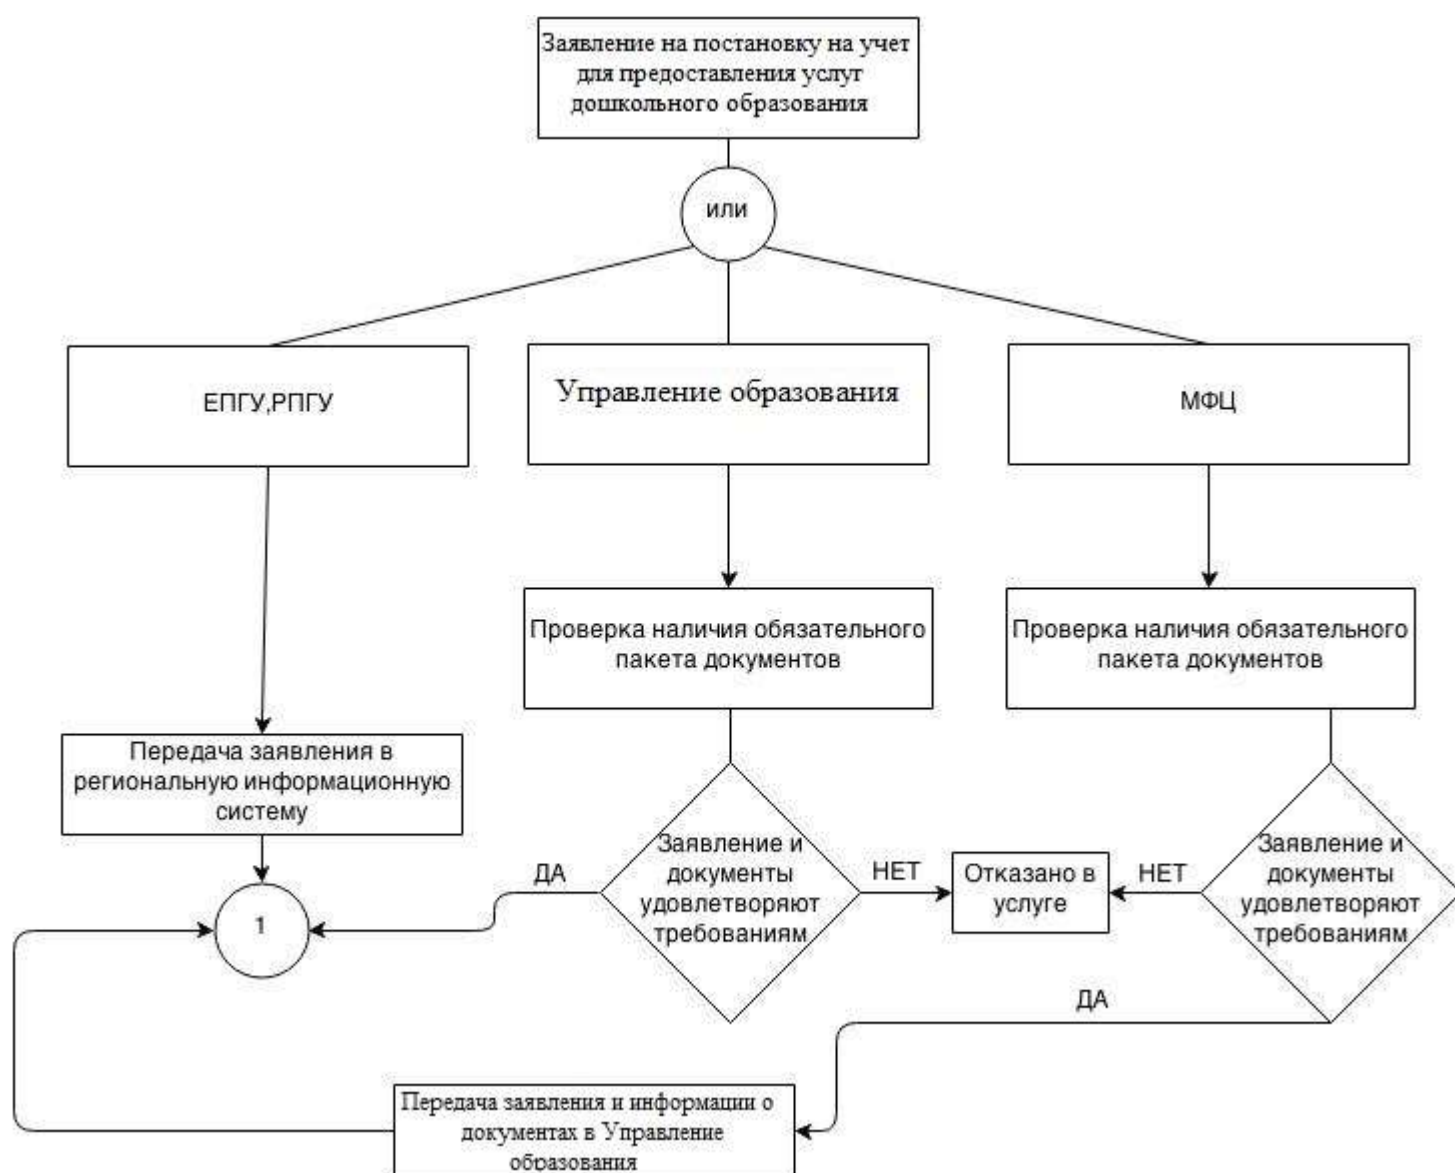 Заявление на постановку на учет
для предоставления услуг
дошкольного образования
или
ЕПГУ,РПГУ
Управление образования
МФЦ
Проверка наличия обязательного
пакета документов
Проверка наличия обязательного
пакета документов
Передача заявления в
региональную информационную
систему
Заявление и
документы
удовлетворяют
требованиям
ДА
НЕТ
Отказано в
услуге
НЕТ
Заявление и
документы
удовлетворяют
требованиям
1
ДА
Передача заявления и информации о
документах в Управление
образования